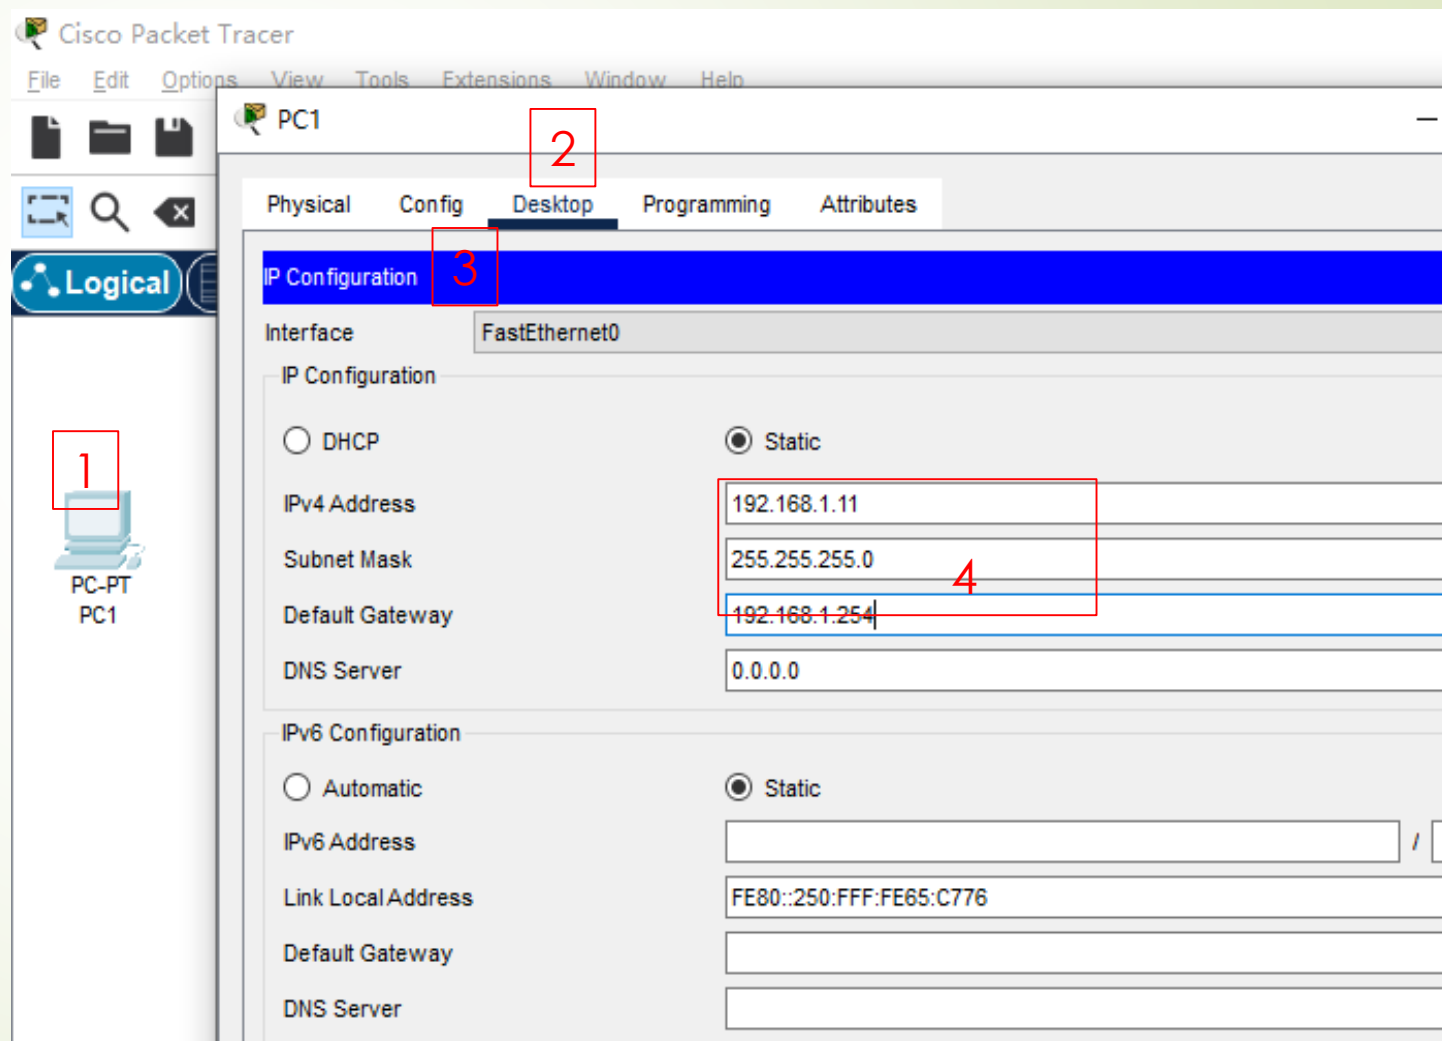 Cisco Packet Tracer
File Edit Options View Tools Extensions Window Help
PC1
2
Physical Config Desktop Programming Attributes
3
IP Configuration
Logical
Interface FastEthernet0
IP Configuration
DHCP Static
1
IPv4 Address 192.168.1.11
Subnet Mask 255.255.255.0
4
PC-PT
PC1
Default Gateway 192.168.1.254
DNS Server 0.0.0.0
IPv6 Configuration
Automatic Static
IPv6 Address /
Link Local Address FE80::250:FFF:FE65:C776
Default Gateway
DNS Server